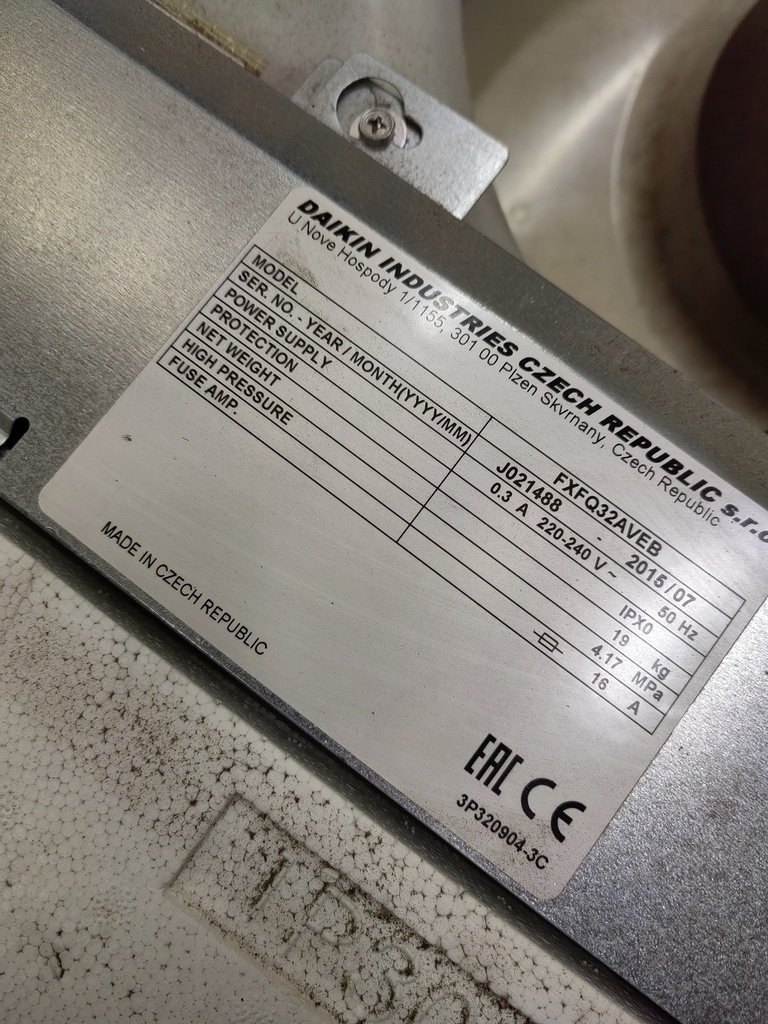 DAIKIN INDUSTRIES CZECH REPUBLIC s.r.o
U Nove Hospody 1/1155, 301 00 Plzen Skvrnany, Czech Republic
MODEL FXFQ32AVEB
SER. NO. - YEAR / MONTH(YYYY/MM) J021488 - 2015/07
POWER SUPPLY 0.3 A 220-240 V ~ 50 Hz
PROTECTION IPX0
NET WEIGHT 19 kg
HIGH PRESSURE 4.17 MPa
FUSE AMP. 16 A
MADE IN CZECH REPUBLIC
EAC CE
3P320904-3C